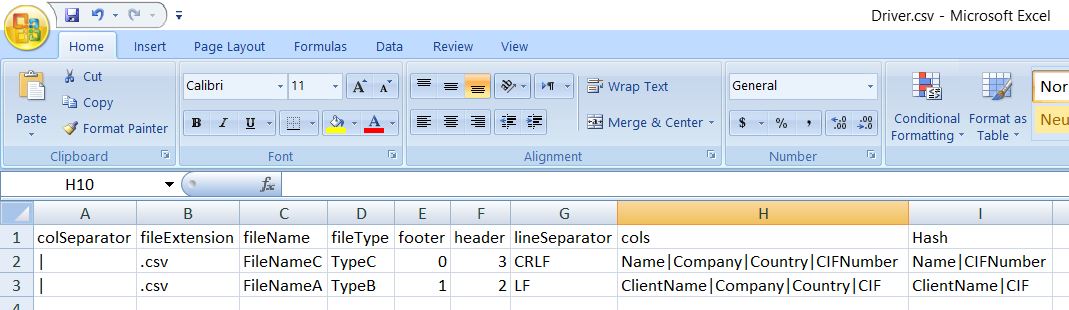 Driver.csv - Microsoft Excel
Home Insert Page Layout Formulas Data Review View
Paste
Cut
Copy
Format Painter
Clipboard
Calibri 11 A A
B I U A
Font
Wrap Text
Merge & Center
Alignment
General
$ % , .0 .00 .00 .0
Number
Conditional Formatting
Format as Table
Nor
Neu
H10 fx
A B C D E F G H I
1 colSeparator fileExtension fileName fileType footer header lineSeparator cols Hash
2 | .csv FileNameC TypeC 0 3 CRLF Name|Company|Country|CIFNumber Name|CIFNumber
3 | .csv FileNameA TypeB 1 2 LF ClientName|Company|Country|CIF ClientName|CIF
4